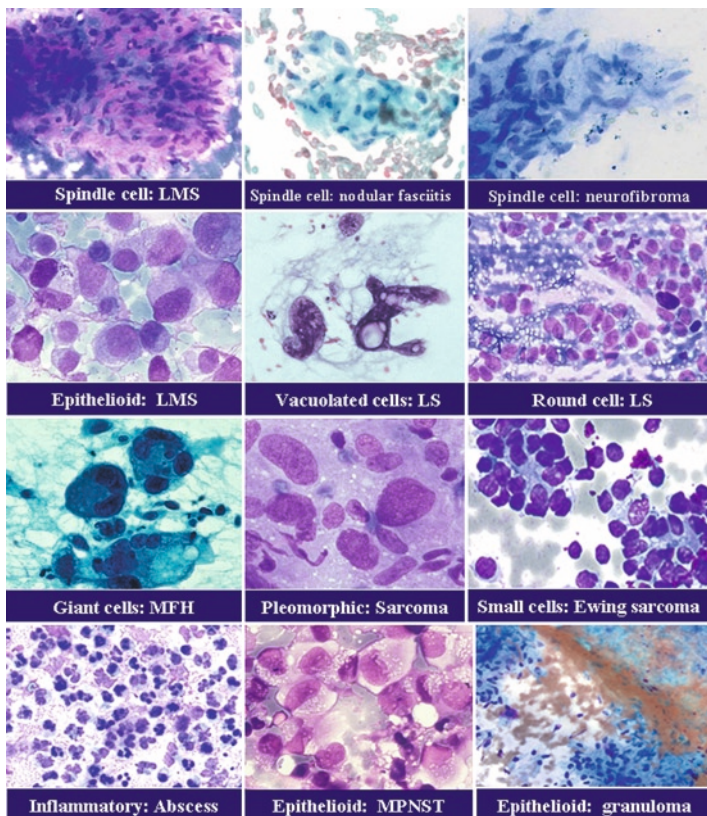 Spindle cell: LMS
Spindle cell: nodular fasciitis
Spindle cell: neurofibroma
Epithelioid: LMS
Vacuolated cells: LS
Round cell: LS
Giant cells: MFH
Pleomorphic: Sarcoma
Small cells: Ewing sarcoma
Inflammatory: Abscess
Epithelioid: MPNST
Epithelioid: granuloma